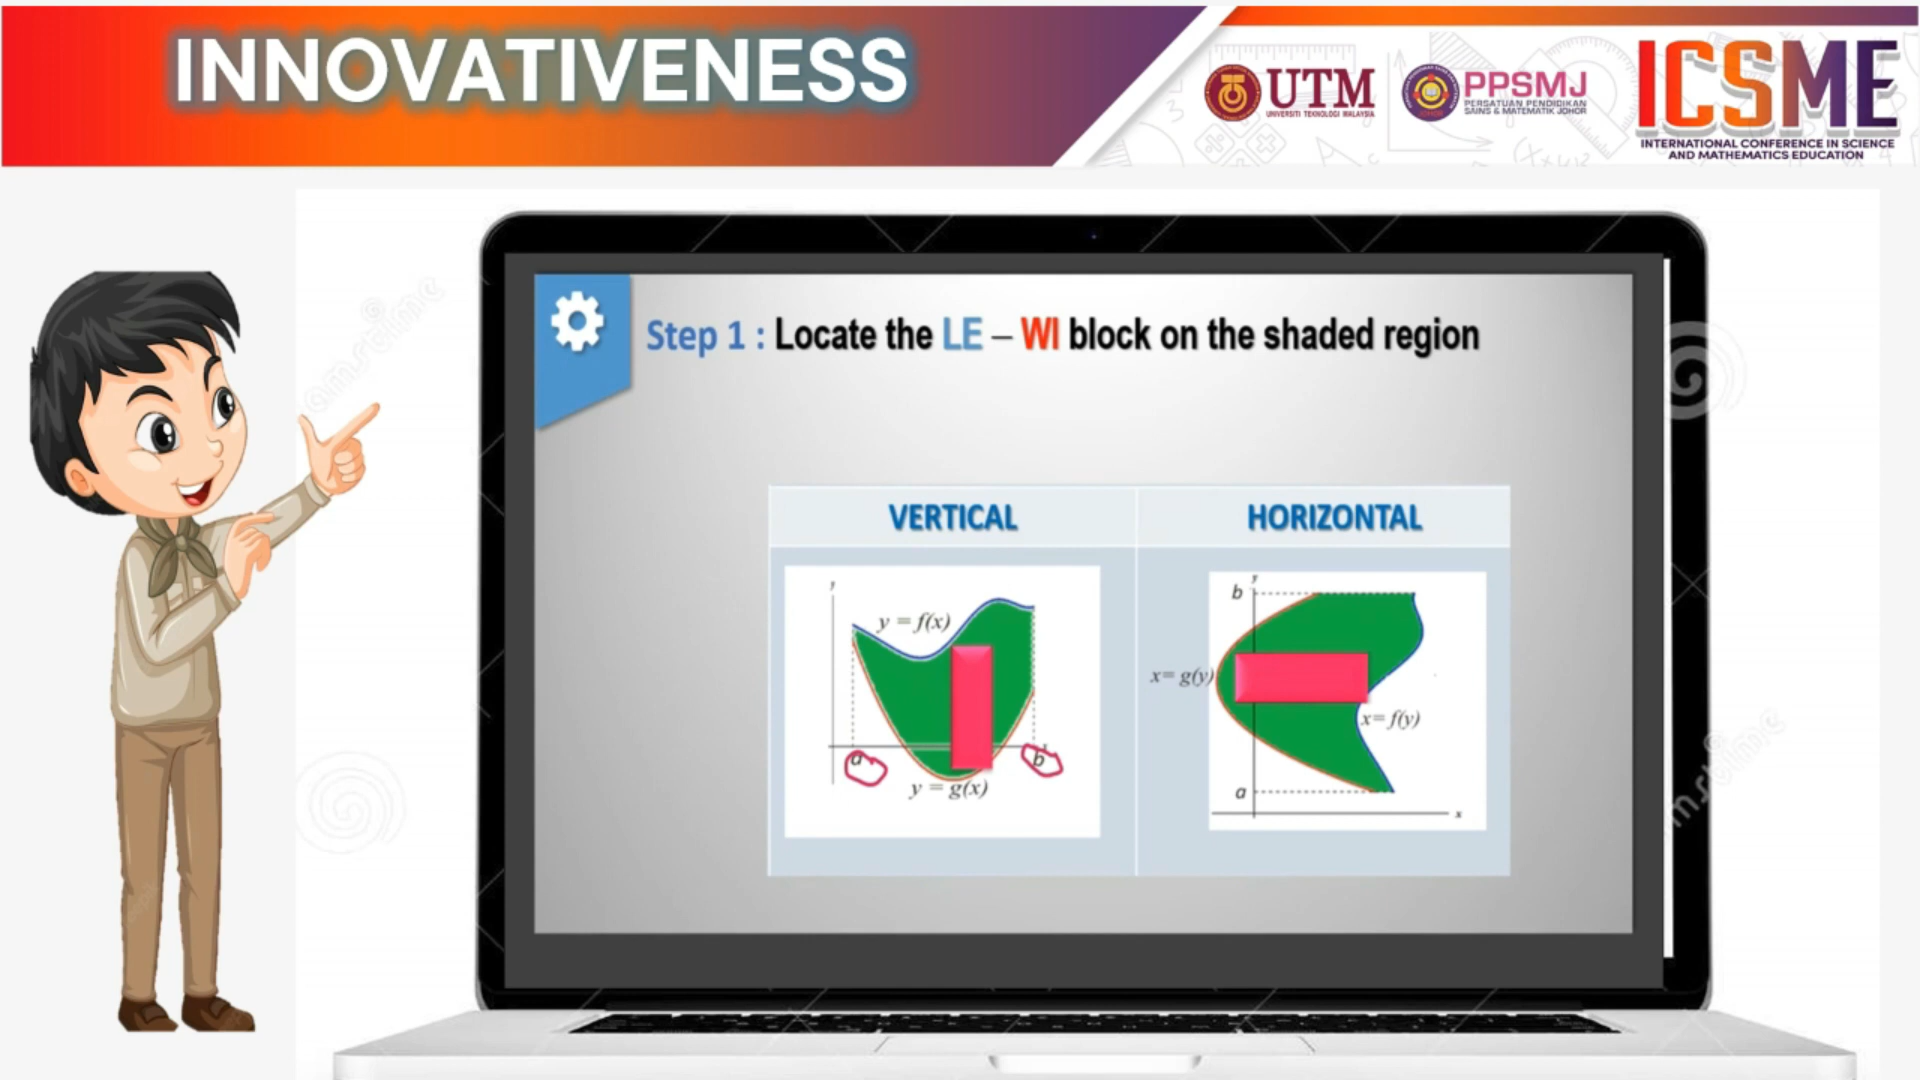 INNOVATIVENESS
UTM
UNIVERSITI TEKNOLOGI MALAYSIA
PPSMJ
PERSATUAN PENDIDIKAN
SAINS & MATEMATIK JOHOR
ICSME
INTERNATIONAL CONFERENCE IN SCIENCE
AND MATHEMATICS EDUCATION
Step 1 : Locate the LE – WI block on the shaded region
VERTICAL
HORIZONTAL
y
y = f(x)
a
b
y = g(x)
y
b
x= g(y)
x= f(y)
a
x